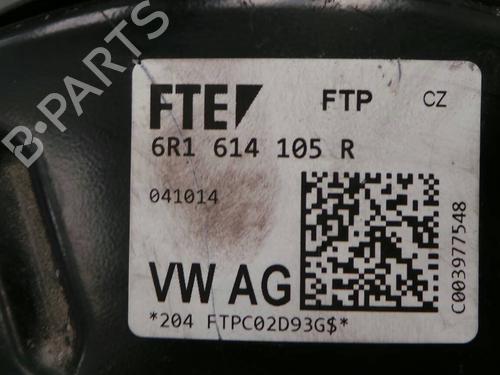 B-PARTS
FTE FTP CZ
6R1 614 105 R
041014
C003977548
VW AG
*204 FTPC02D93G$*